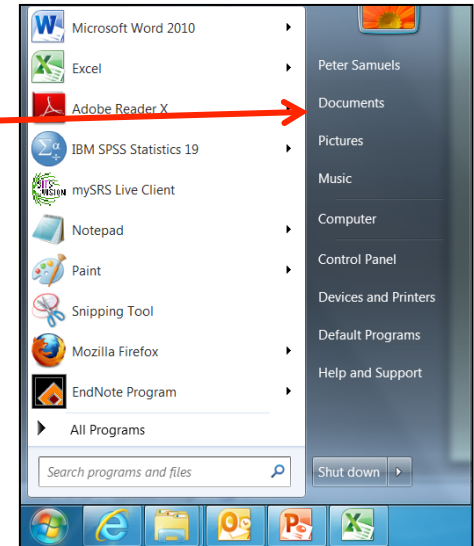 Microsoft Word 2010
Excel
Adobe Reader X
IBM SPSS Statistics 19
mySRS Live Client
Notepad
Paint
Snipping Tool
Mozilla Firefox
EndNote Program
All Programs
Search programs and files
Peter Samuels
Documents
Pictures
Music
Computer
Control Panel
Devices and Printers
Default Programs
Help and Support
Shut down